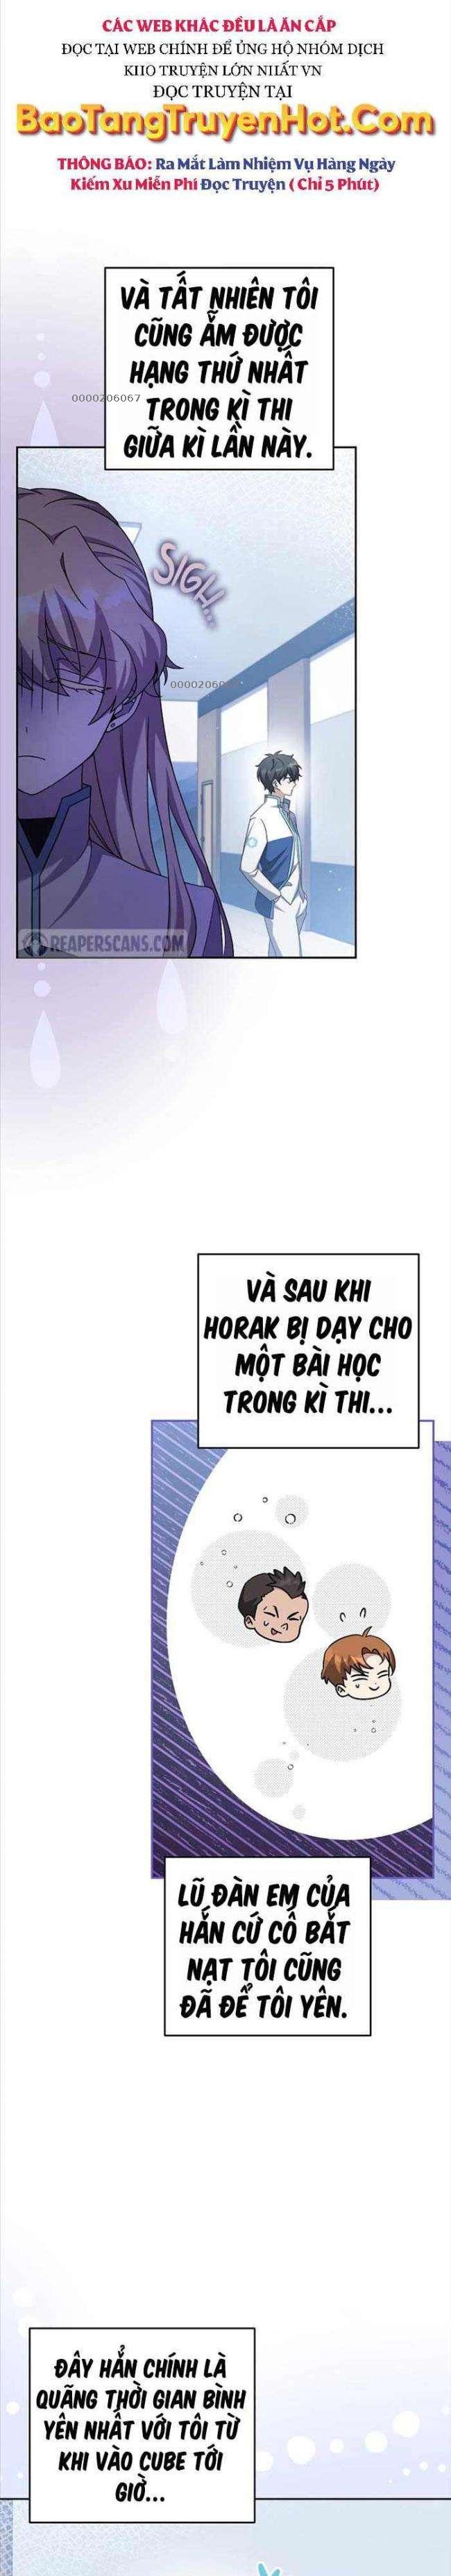 CÁC WEB KHÁC ĐỀU LÀ ĂN CẮP
ĐỌC TẠI WEB CHÍNH ĐỂ ỦNG HỘ NHÓM DỊCH
KHO TRUYỆN LỚN NHẤT VN
ĐỌC TRUYỆN TẠI
BaoTangTruyenHot.Com
THÔNG BÁO: Ra Mắt Làm Nhiệm Vụ Hàng Ngày
Kiếm Xu Miễn Phí Đọc Truyện ( Chỉ 5 Phút)
VÀ TẤT NHIÊN TÔI
CŨNG ẴM ĐƯỢC
HẠNG THỨ NHẤT
0000206067
TRONG KÌ THI
GIỮA KÌ LẦN NÀY.
SIGH...
REAPERSCANS.COM
VÀ SAU KHI
HORAK BỊ DẠY CHO
MỘT BÀI HỌC
TRONG KÌ THI...
LŨ ĐÀN EM CỦA
HẮN CỨ CỐ BẮT
NẠT TÔI CŨNG
ĐÃ ĐỂ TÔI YÊN.
ĐÂY HẲN CHÍNH LÀ
QUÃNG THỜI GIAN BÌNH
YÊN NHẤT VỚI TÔI TỪ
KHI VÀO CUBE TỚI
GIỜ...